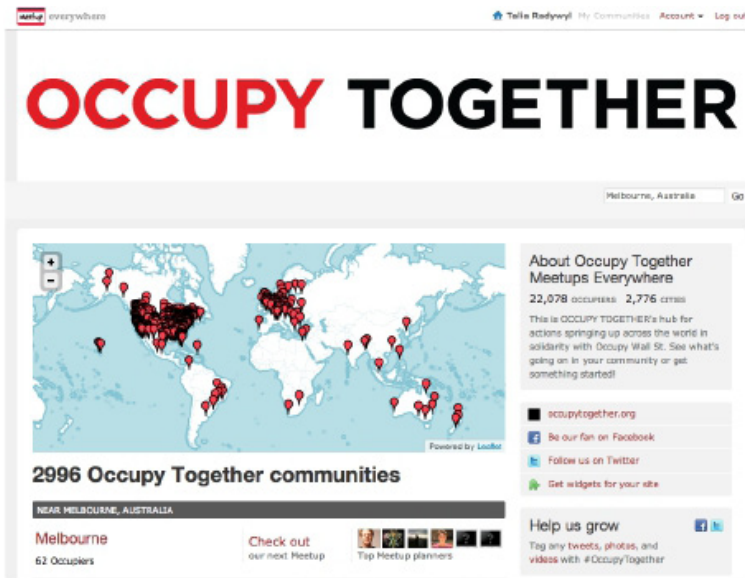 meetup everywhere
Talia Radywyl My Communities Account Log out
OCCUPY TOGETHER
Melbourne, Australia Go
+
-
Powered by Leaflet
About Occupy Together
Meetups Everywhere
22,078 OCCUPIERS 2,776 CITIES
This is OCCUPY TOGETHER's hub for
actions springing up across the world in
solidarity with Occupy Wall St. See what's
going on in your community or get
something started!
occupytogether.org
Be our fan on Facebook
Follow us on Twitter
Get widgets for your site
2996 Occupy Together communities
NEAR MELBOURNE, AUSTRALIA
Melbourne
62 Occupiers
Check out
our next Meetup
Top Meetup planners
Help us grow
Tag any tweets, photos, and
videos with #OccupyTogether